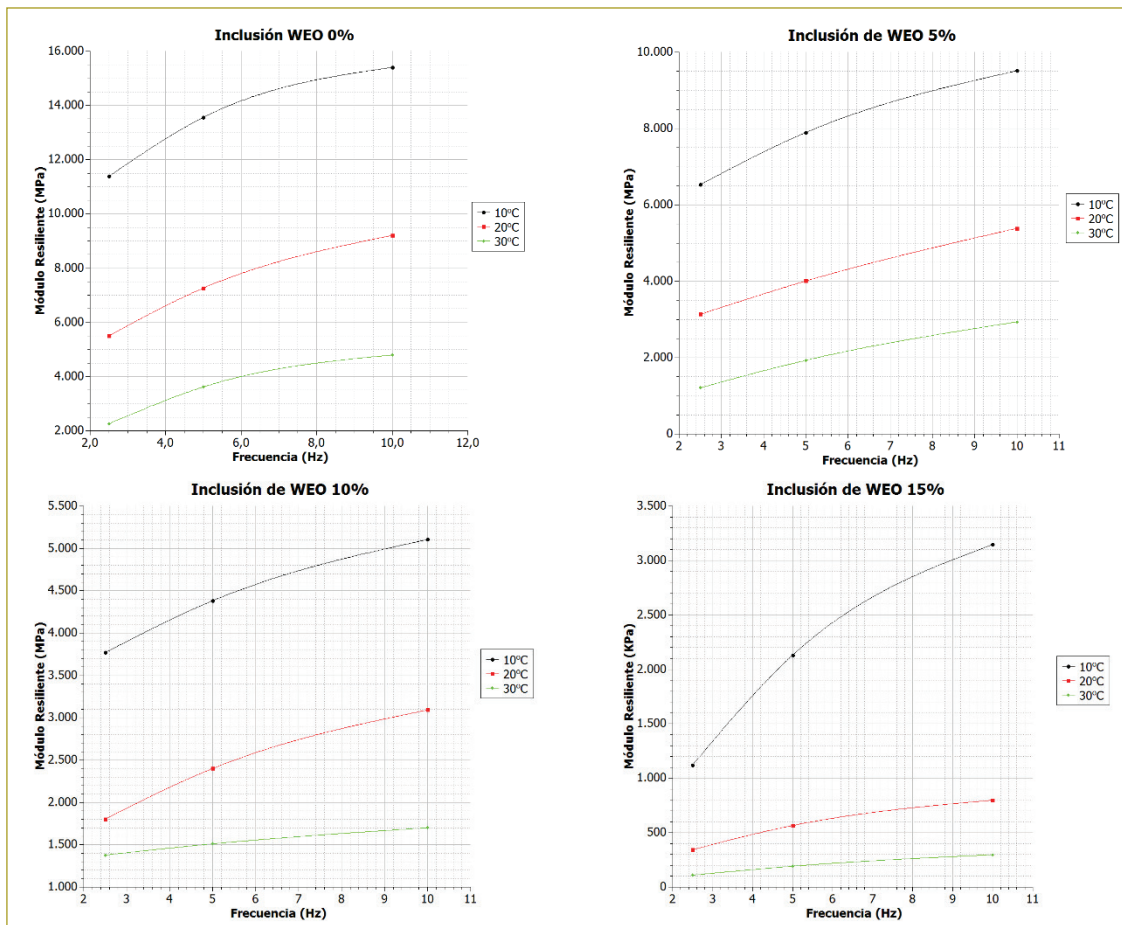 Inclusión WEO 0%
16.000
14.000
12.000
10.000
8.000
6.000
4.000
2.000
Módulo Resiliente (MPa)
2,0
4,0
6,0
8,0
10,0
12,0
Frecuencia (Hz)
10ºC
20ºC
30ºC
Inclusión de WEO 5%
10.000
8.000
6.000
4.000
2.000
0
Módulo Resiliente (MPa)
2
3
4
5
6
7
8
9
10
11
Frecuencia (Hz)
10ºC
20ºC
30ºC
Inclusión de WEO 10%
5.500
5.000
4.500
4.000
3.500
3.000
2.500
2.000
1.500
1.000
Módulo Resiliente (MPa)
2
3
4
5
6
7
8
9
10
11
Frecuencia (Hz)
10ºC
20ºC
30ºC
Inclusión de WEO 15%
3.500
3.000
2.500
2.000
1.500
1.000
500
0
Módulo Resiliente (KPa)
2
3
4
5
6
7
8
9
10
11
Frecuencia (Hz)
10ºC
20ºC
30ºC